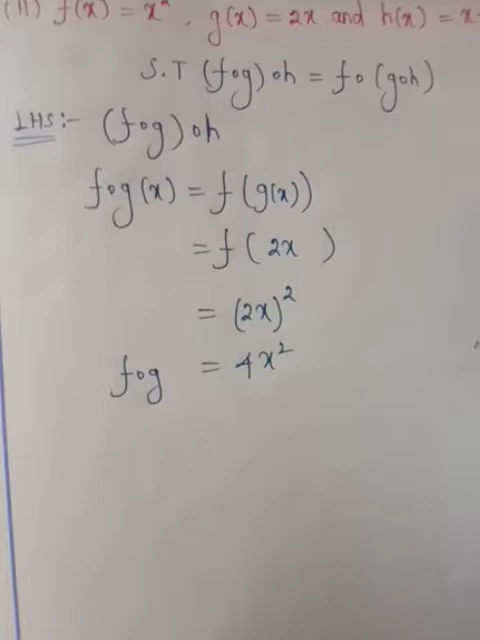 (ii) f(x) = x², g(x) = 2x and h(x) = x
S.T (fog) oh = fo (goh)
LHS:- (fog) oh
fog(x) = f(g(x))
= f( 2x )
= (2x)²
fog = 4x²